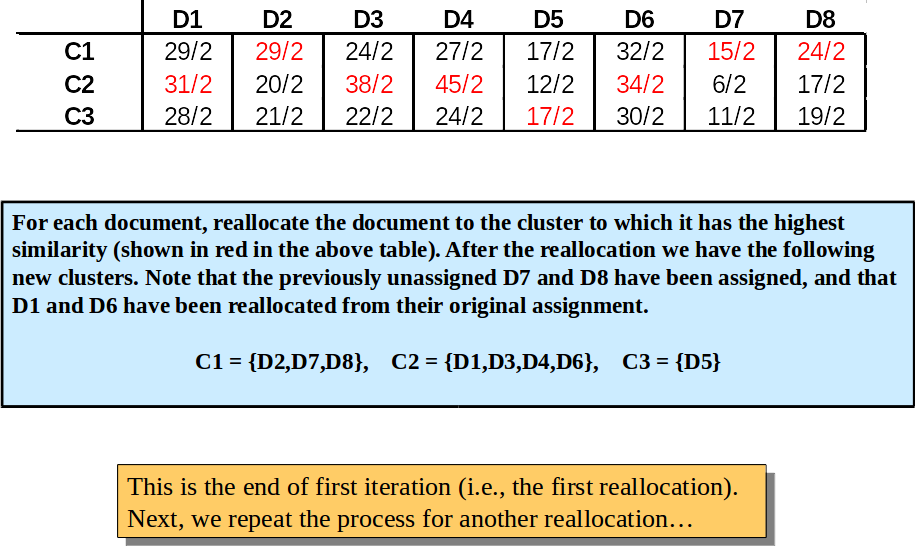 D1 D2 D3 D4 D5 D6 D7 D8
C1 29/2 29/2 24/2 27/2 17/2 32/2 15/2 24/2
C2 31/2 20/2 38/2 45/2 12/2 34/2 6/2 17/2
C3 28/2 21/2 22/2 24/2 17/2 30/2 11/2 19/2
For each document, reallocate the document to the cluster to which it has the highest
similarity (shown in red in the above table). After the reallocation we have the following
new clusters. Note that the previously unassigned D7 and D8 have been assigned, and that
D1 and D6 have been reallocated from their original assignment.
C1 = {D2,D7,D8}, C2 = {D1,D3,D4,D6}, C3 = {D5}
This is the end of first iteration (i.e., the first reallocation).
Next, we repeat the process for another reallocation…